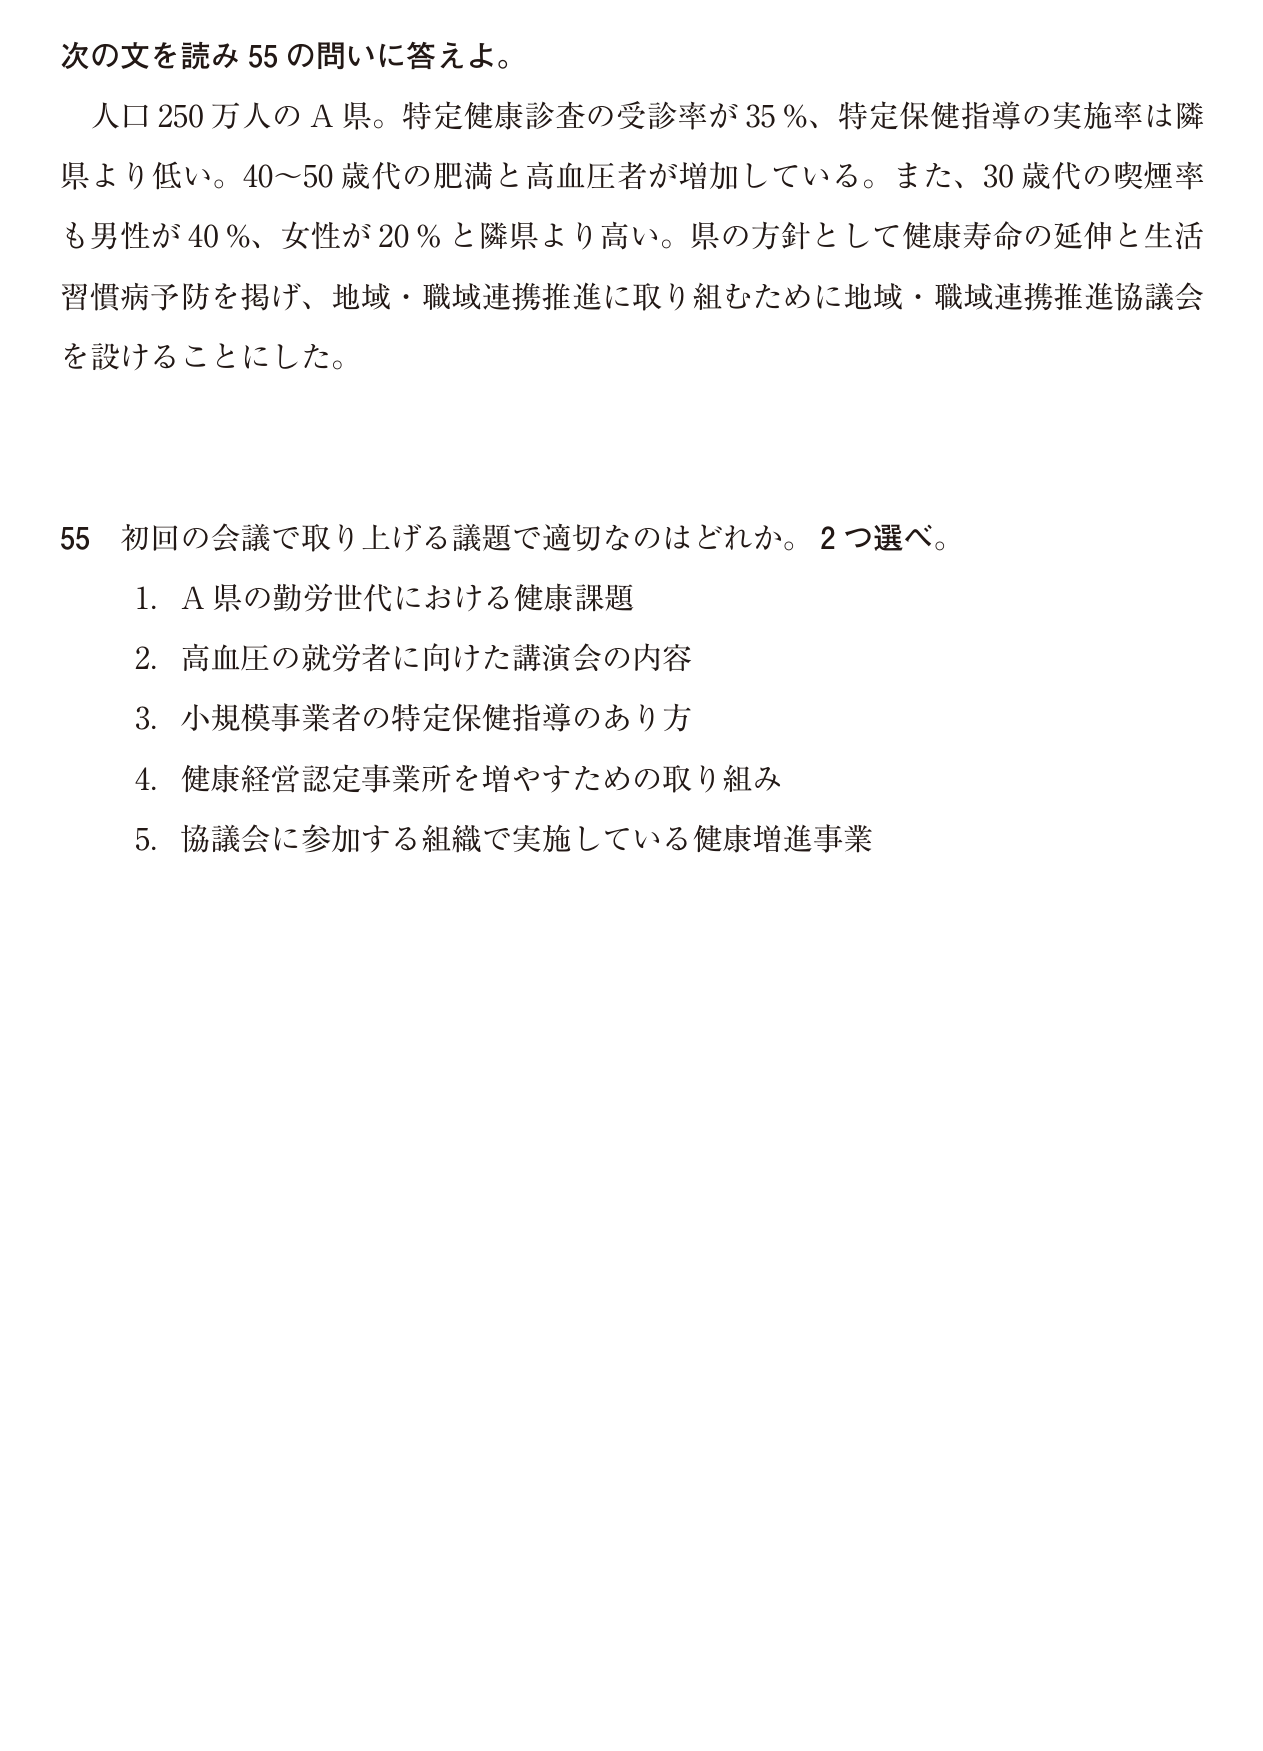 次の文を読み 55 の問いに答えよ。
人口 250 万人の A 県。特定健康診査の受診率が 35 %、特定保健指導の実施率は隣
県より低い。40〜50 歳代の肥満と高血圧者が増加している。また、30 歳代の喫煙率
も男性が 40 %、女性が 20 % と隣県より高い。県の方針として健康寿命の延伸と生活
習慣病予防を掲げ、地域・職域連携推進に取り組むために地域・職域連携推進協議会
を設けることにした。
55 初回の会議で取り上げる議題で適切なのはどれか。2 つ選べ。
1. A 県の勤労世代における健康課題
2. 高血圧の就労者に向けた講演会の内容
3. 小規模事業者の特定保健指導のあり方
4. 健康経営認定事業所を増やすための取り組み
5. 協議会に参加する組織で実施している健康増進事業